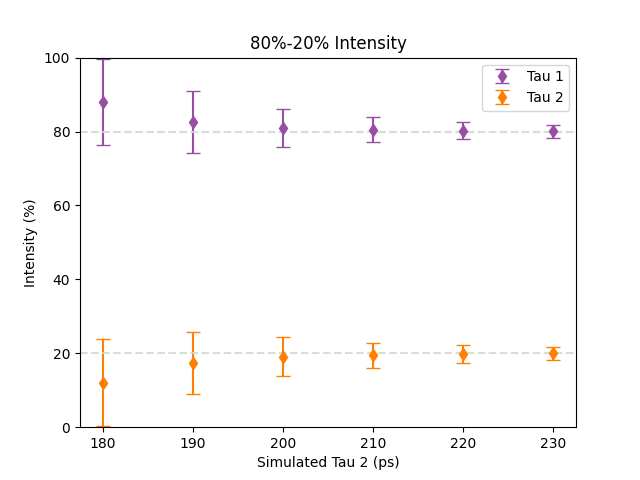 80%-20% Intensity
100
80
60
40
20
0
Intensity (%)
Tau 1
Tau 2
180 190 200 210 220 230
Simulated Tau 2 (ps)